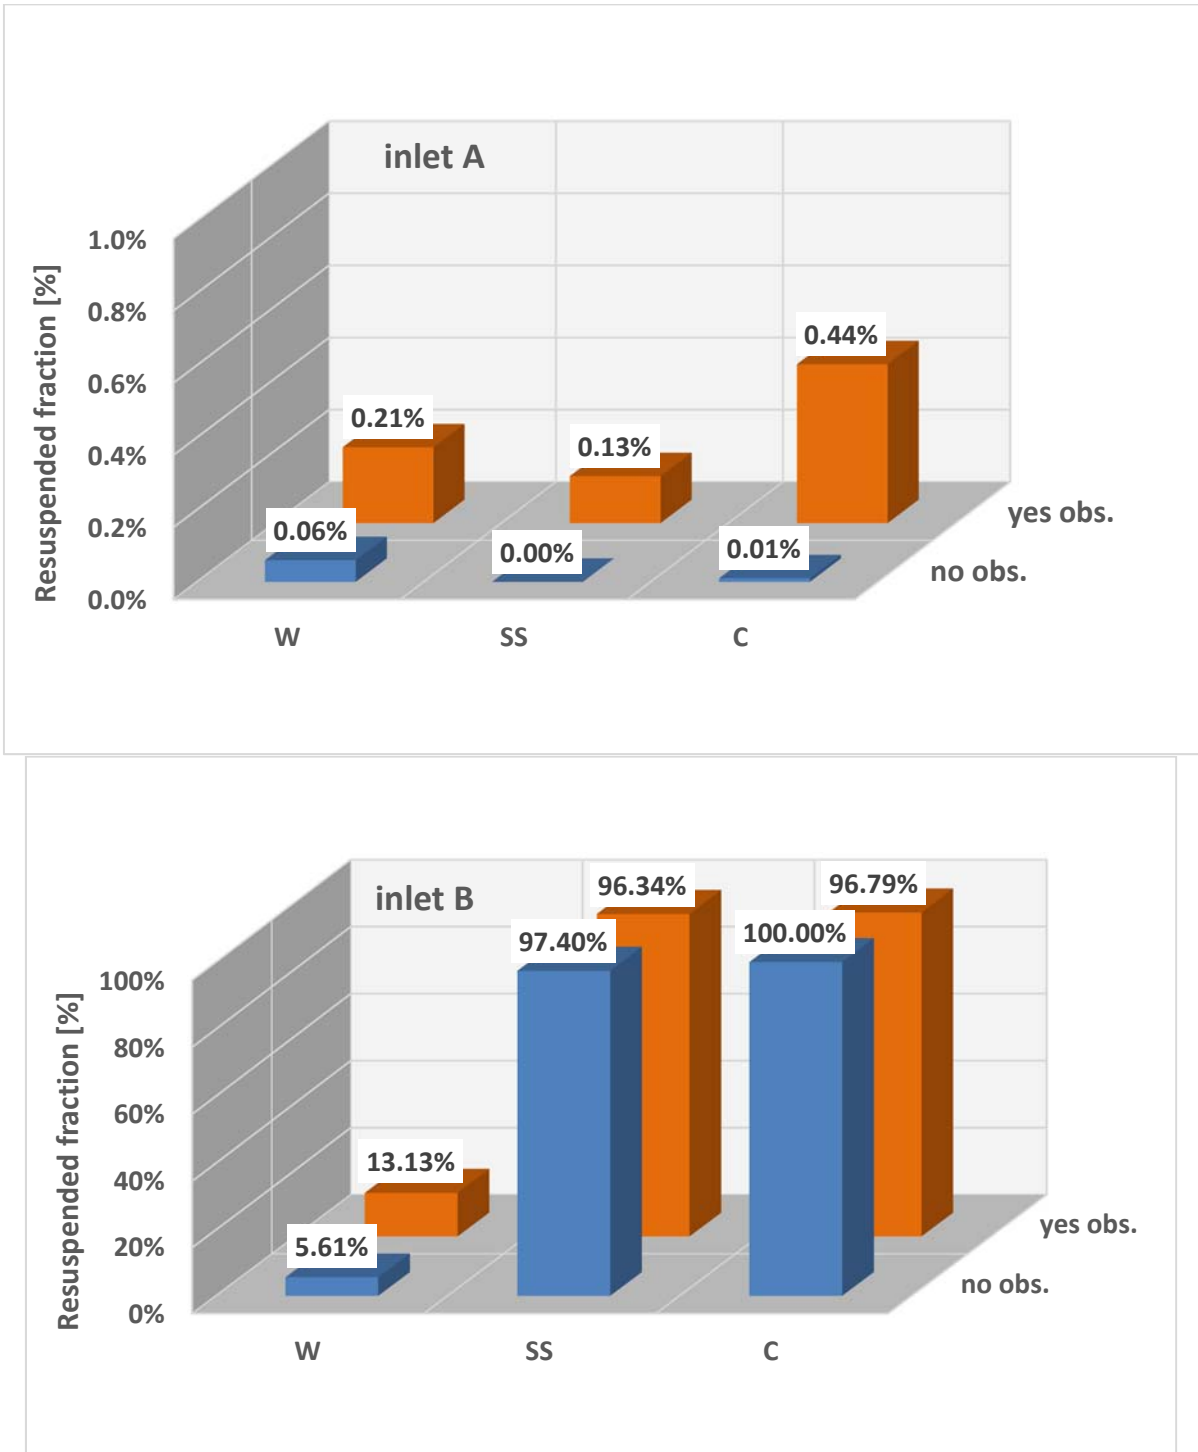 inlet A
Resuspended fraction [%]
1.0%
0.8%
0.6%
0.4%
0.2%
0.0%
0.44%
0.21%
0.13%
0.06%
0.00%
0.01%
yes obs.
no obs.
W SS C
inlet B
Resuspended fraction [%]
100%
80%
60%
40%
20%
0%
96.34%
96.79%
97.40%
100.00%
13.13%
5.61%
yes obs.
no obs.
W SS C